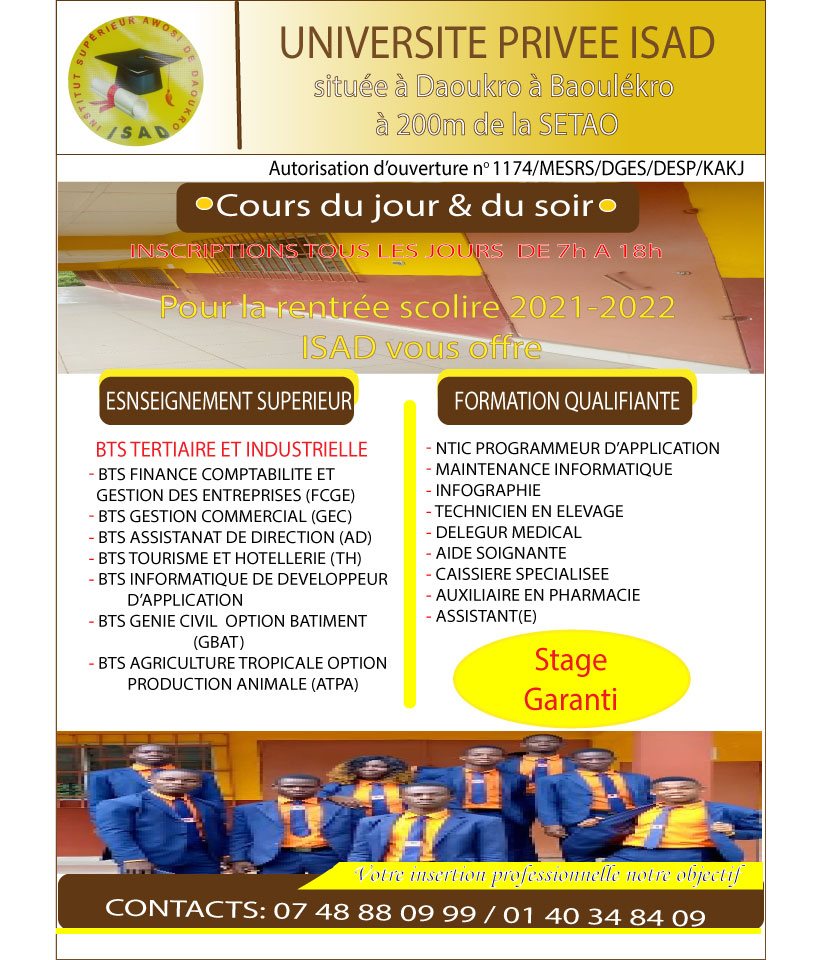 INSTITUT SUPÉRIEUR AWOSI DE DAOUKRO
ISAD
UNIVERSITE PRIVEE ISAD
située à Daoukro à Baoulékro
à 200m de la SETAO
Autorisation d'ouverture n° 1174/MESRS/DGES/DESP/KAKJ
Cours du jour & du soir
INSCRIPTIONS TOUS LES JOURS DE 7h A 18h
Pour la rentrée scolire 2021-2022
ISAD vous offre
ESNSEIGNEMENT SUPERIEUR
BTS TERTIAIRE ET INDUSTRIELLE
- BTS FINANCE COMPTABILITE ET
GESTION DES ENTREPRISES (FCGE)
- BTS GESTION COMMERCIAL (GEC)
- BTS ASSISTANAT DE DIRECTION (AD)
- BTS TOURISME ET HOTELLERIE (TH)
- BTS INFORMATIQUE DE DEVELOPPEUR
D'APPLICATION
- BTS GENIE CIVIL OPTION BATIMENT
(GBAT)
- BTS AGRICULTURE TROPICALE OPTION
PRODUCTION ANIMALE (ATPA)
FORMATION QUALIFIANTE
- NTIC PROGRAMMEUR D'APPLICATION
- MAINTENANCE INFORMATIQUE
- INFOGRAPHIE
- TECHNICIEN EN ELEVAGE
- DELEGUR MEDICAL
- AIDE SOIGNANTE
- CAISSIERE SPECIALISEE
- AUXILIAIRE EN PHARMACIE
- ASSISTANT(E)
Stage
Garanti
Votre insertion professionnelle notre objectif
CONTACTS: 07 48 88 09 99 / 01 40 34 84 09